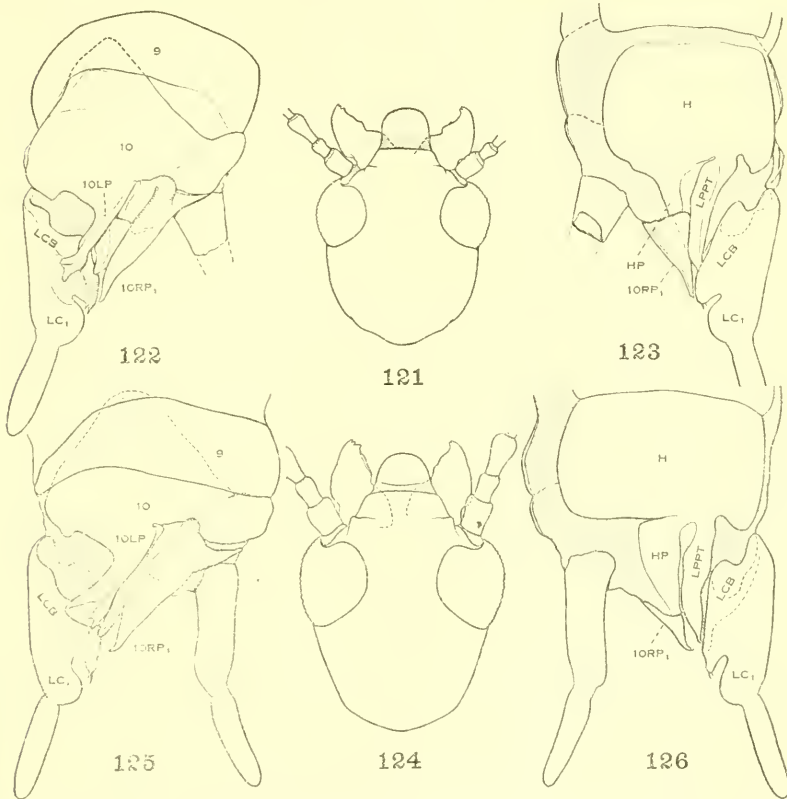 9
10
10LP
LCB
10RP₁
LC₁
122
121
H
LPPT
LCB
HP
10RP₁
LC₁
123
9
10
10LP
LCB
10RP₁
LC₁
125
124
H
HP
LPPT
LCB
10RP₁
LC₁
126